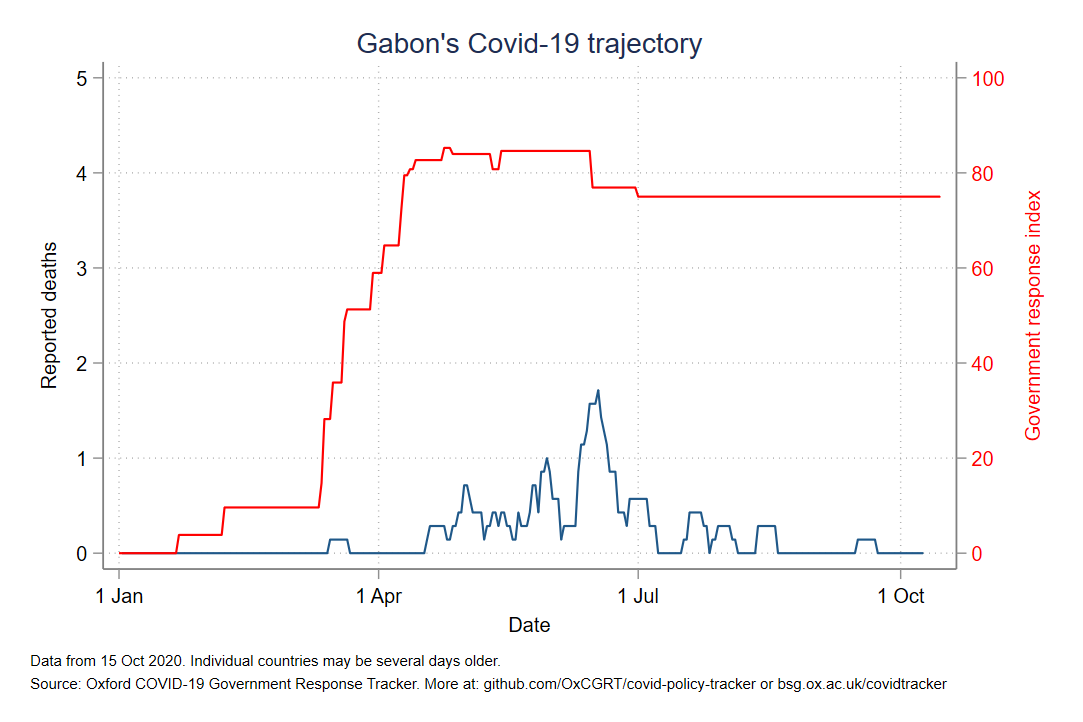 Gabon's Covid-19 trajectory
5
4
3
2
1
0
Reported deaths
100
80
60
40
20
0
Government response index
1 Jan
1 Apr
1 Jul
1 Oct
Date
Data from 15 Oct 2020. Individual countries may be several days older.
Source: Oxford COVID-19 Government Response Tracker. More at: github.com/OxCGRT/covid-policy-tracker or bsg.ox.ac.uk/covidtracker